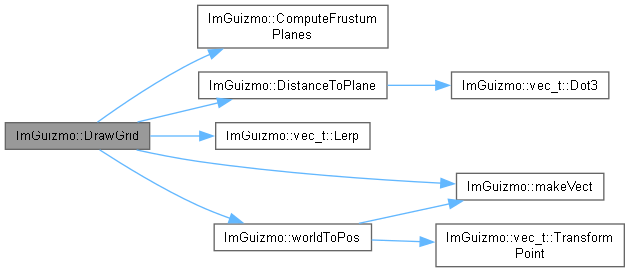 ImGuizmo::DrawGrid
ImGuizmo::ComputeFrustum
Planes
ImGuizmo::DistanceToPlane
ImGuizmo::vec_t::Dot3
ImGuizmo::vec_t::Lerp
ImGuizmo::makeVect
ImGuizmo::worldToPos
ImGuizmo::vec_t::Transform
Point